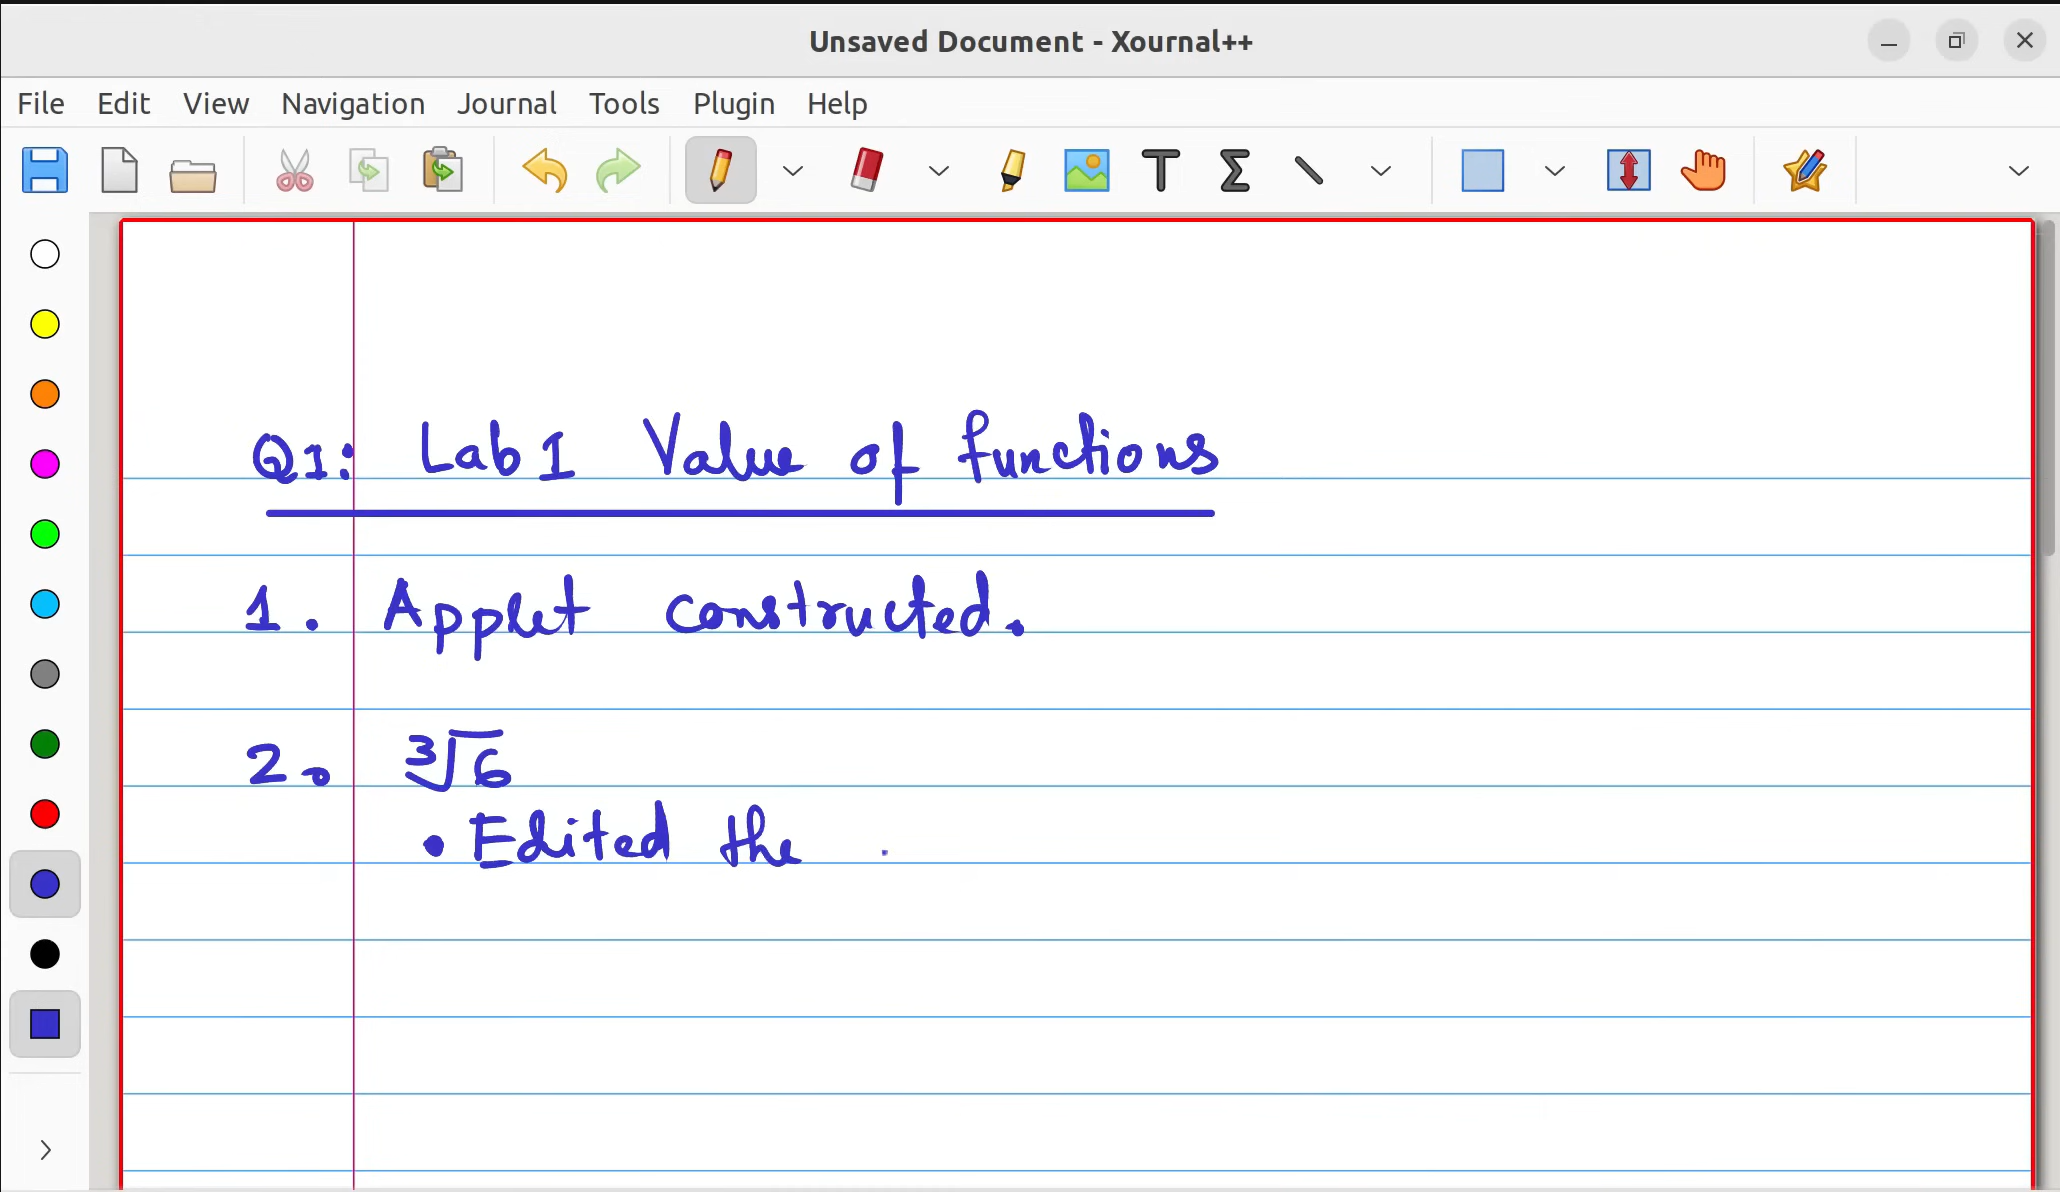 Unsaved Document - Xournal++
File Edit View Navigation Journal Tools Plugin Help
Q1: Lab 1 Value of functions
1. Applet constructed.
2. ∛6
• Edited the